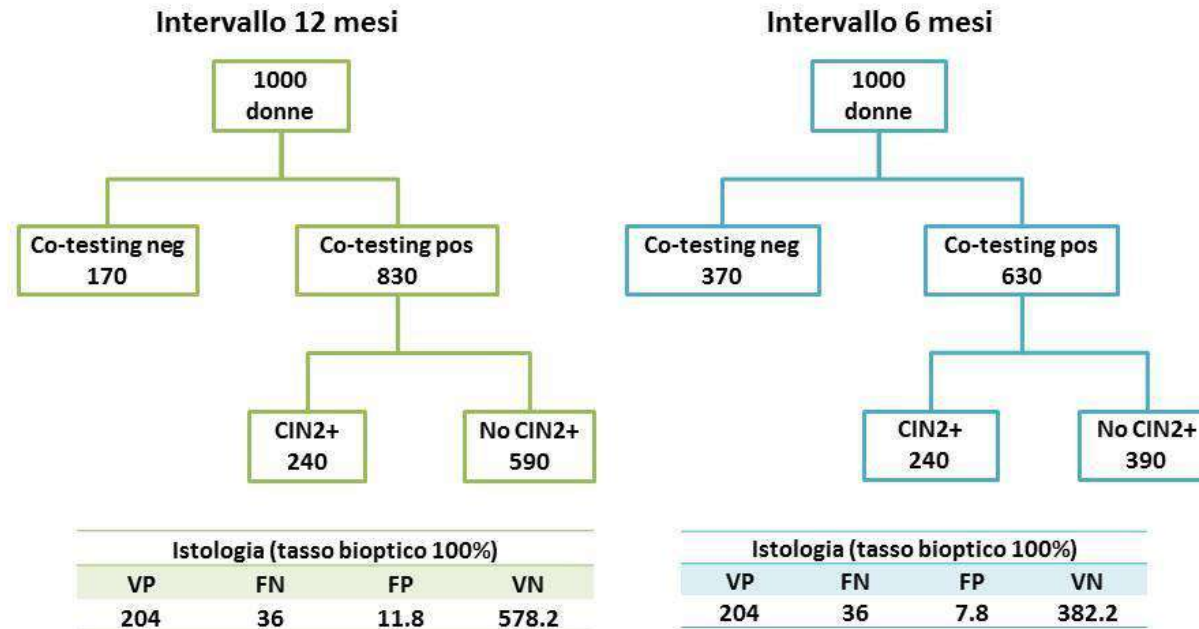 Intervallo 12 mesi
1000
donne
Co-testing neg
170
Co-testing pos
830
CIN2+
240
No CIN2+
590
Istologia (tasso bioptico 100%)
VP FN FP VN
204 36 11.8 578.2
Intervallo 6 mesi
1000
donne
Co-testing neg
370
Co-testing pos
630
CIN2+
240
No CIN2+
390
Istologia (tasso bioptico 100%)
VP FN FP VN
204 36 7.8 382.2